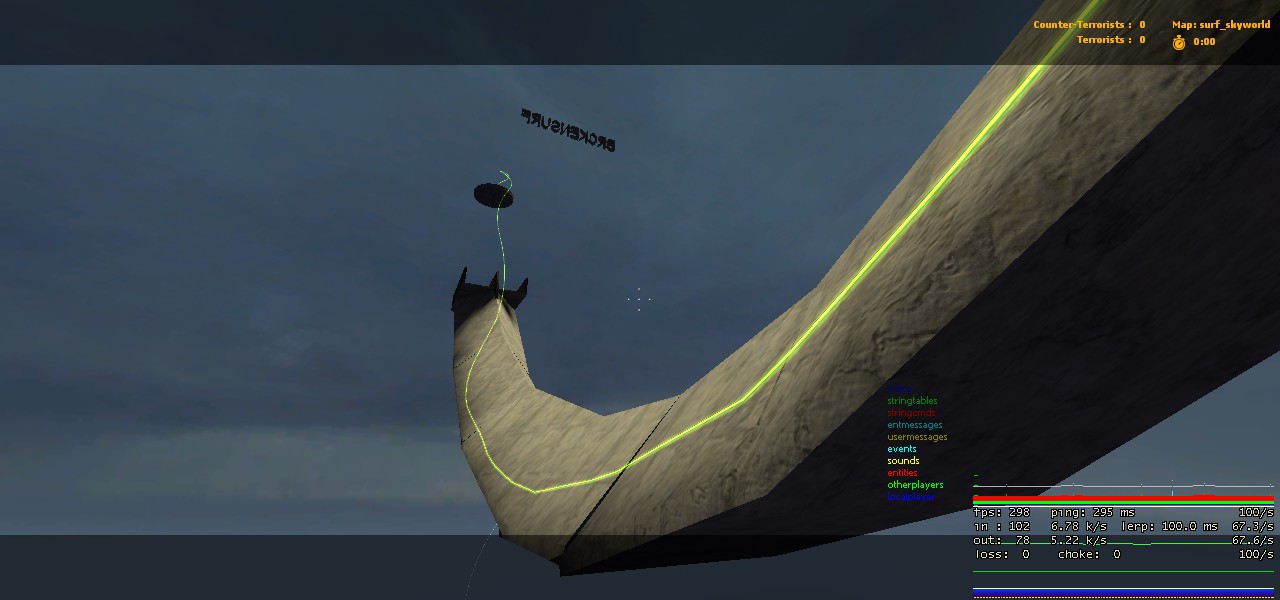 Counter-Terrorists : 0 Map: surf_skyworld
Terrorists : 0 0:00
BROKENSURF
stringtables
stringcmds
entmessages
usermessages
events
sounds
entities
otherplayers
localplayer
fps: 298 ping: 295 ms 100/s
in : 102 6.78 k/s lerp: 100.0 ms 67.3/s
out: 78 5.22 k/s 67.6/s
loss: 0 choke: 0 100/s